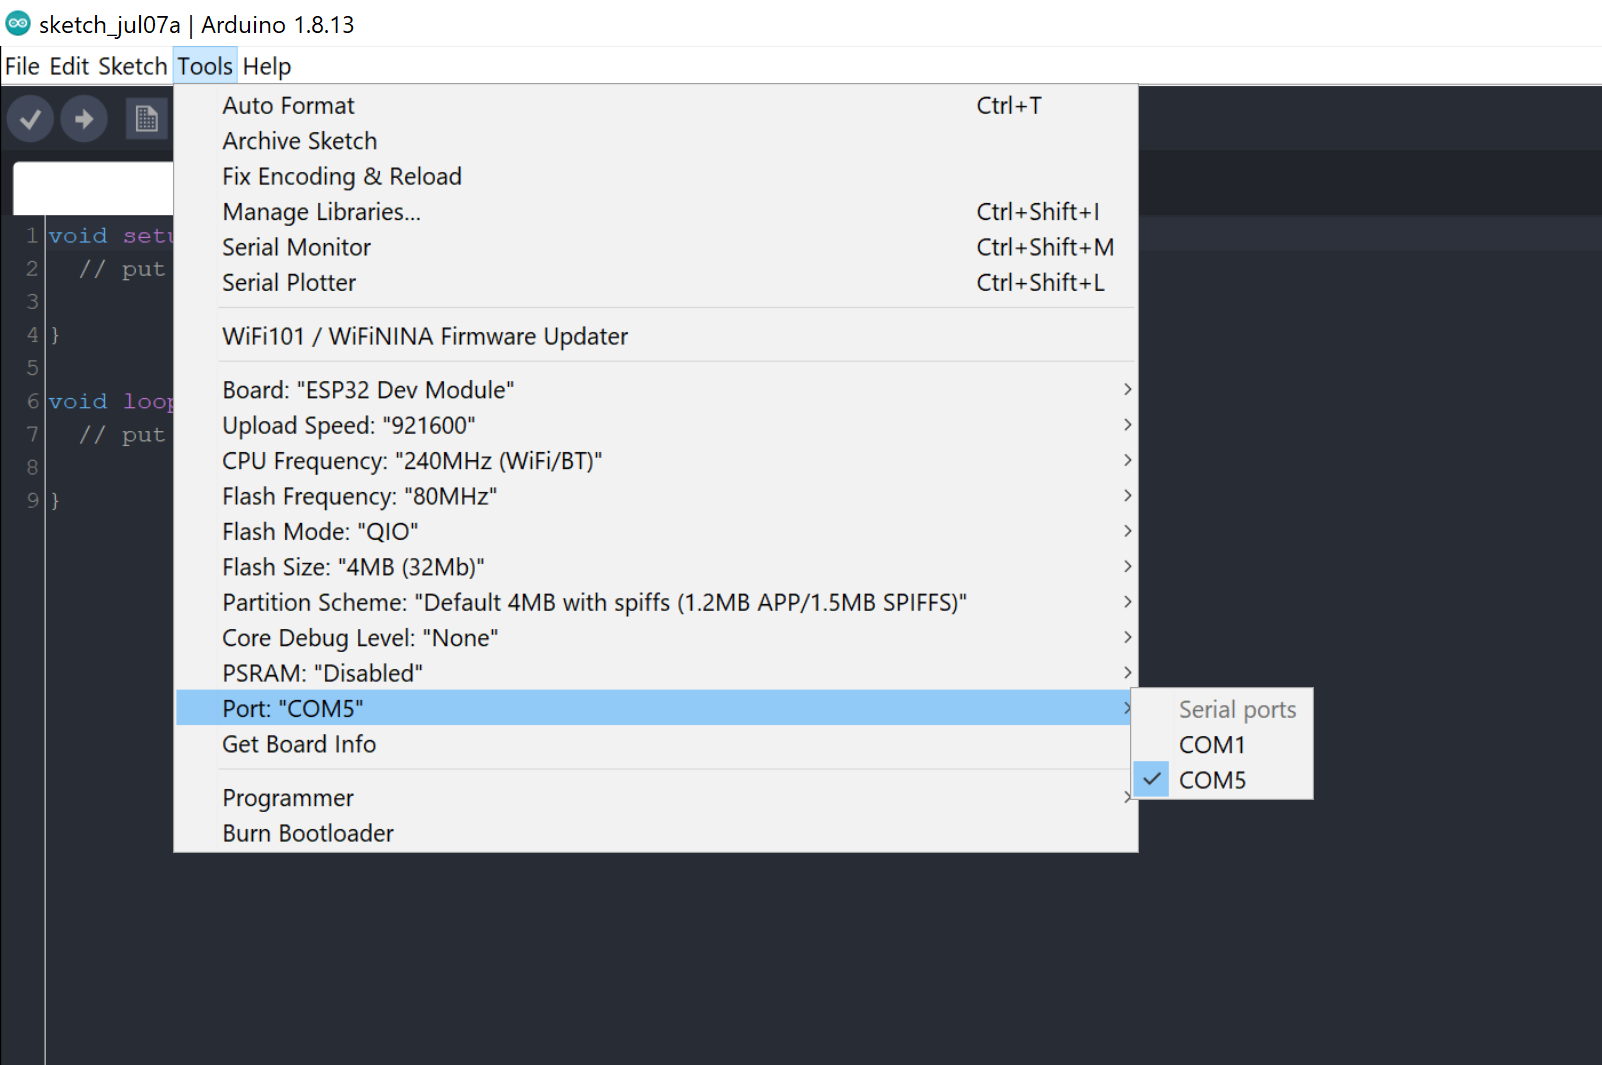 sketch_jul07a | Arduino 1.8.13
File Edit Sketch Tools Help
Auto Format Ctrl+T
Archive Sketch
Fix Encoding & Reload
Manage Libraries... Ctrl+Shift+I
Serial Monitor Ctrl+Shift+M
Serial Plotter Ctrl+Shift+L
WiFi101 / WiFiNINA Firmware Updater
Board: "ESP32 Dev Module"
Upload Speed: "921600"
CPU Frequency: "240MHz (WiFi/BT)"
Flash Frequency: "80MHz"
Flash Mode: "QIO"
Flash Size: "4MB (32Mb)"
Partition Scheme: "Default 4MB with spiffs (1.2MB APP/1.5MB SPIFFS)"
Core Debug Level: "None"
PSRAM: "Disabled"
Port: "COM5"
Get Board Info
Programmer
Burn Bootloader
Serial ports
COM1
COM5
1 void setu
2 // put
3
4 }
5
6 void loop
7 // put
8
9 }